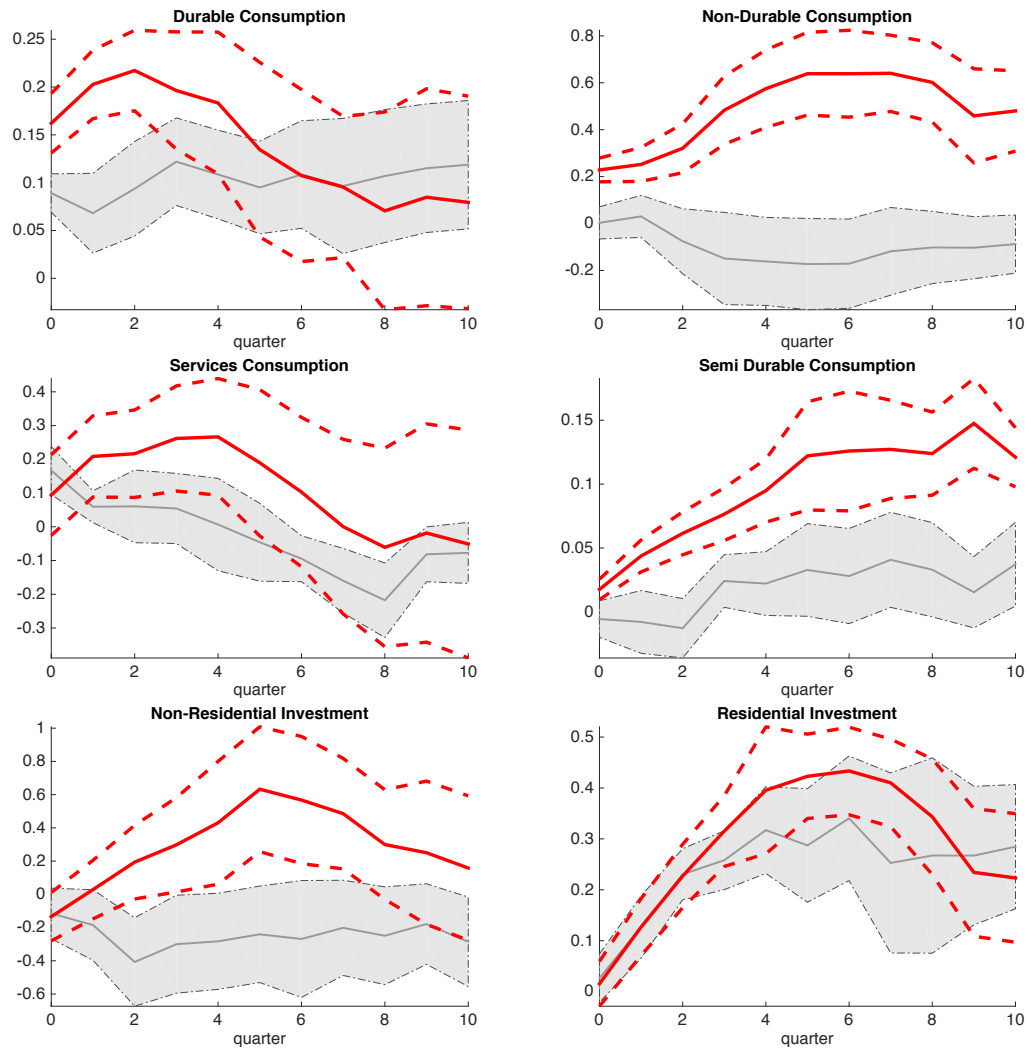 Durable Consumption
0.25
0.2
0.15
0.1
0.05
0
0 2 4 6 8 10
quarter
Non-Durable Consumption
0.8
0.6
0.4
0.2
0
-0.2
0 2 4 6 8 10
quarter
Services Consumption
0.4
0.3
0.2
0.1
0
-0.1
-0.2
-0.3
0 2 4 6 8 10
quarter
Semi Durable Consumption
0.15
0.1
0.05
0
0 2 4 6 8 10
quarter
Non-Residential Investment
1
0.8
0.6
0.4
0.2
0
-0.2
-0.4
-0.6
0 2 4 6 8 10
quarter
Residential Investment
0.5
0.4
0.3
0.2
0.1
0
0 2 4 6 8 10
quarter